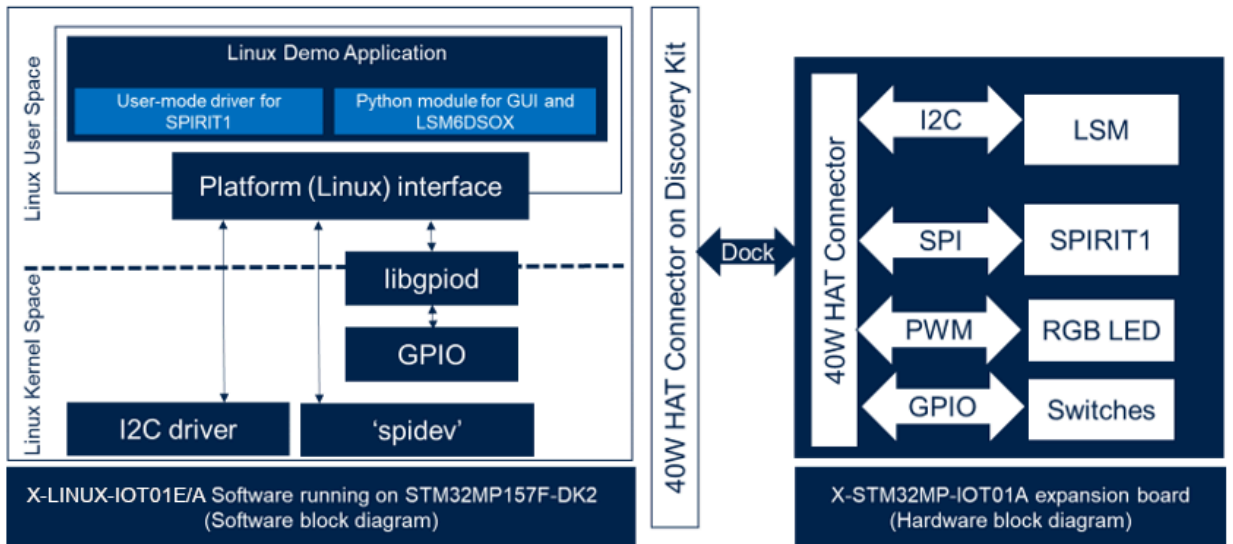 Linux User Space
Linux Demo Application
User-mode driver for
SPIRIT1
Python module for GUI and
LSM6DSOX
Platform (Linux) interface
Linux Kernel Space
libgpiod
GPIO
I2C driver
‘spidev’
X-LINUX-IOT01E/A Software running on STM32MP157F-DK2
(Software block diagram)
40W HAT Connector on Discovery Kit
Dock
40W HAT Connector
I2C
LSM
SPI
SPIRIT1
PWM
RGB LED
GPIO
Switches
X-STM32MP-IOT01A expansion board
(Hardware block diagram)